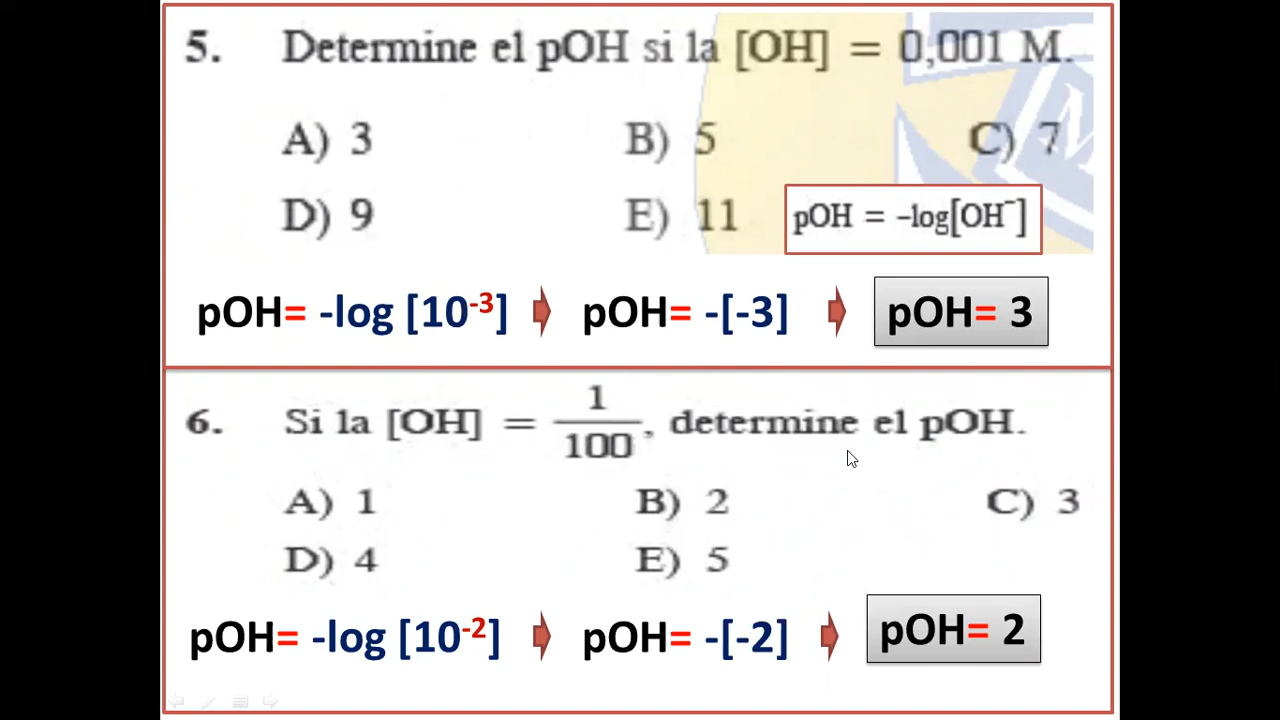 5. Determine el pOH si la [OH] = 0,001 M.
A) 3 B) 5 C) 7
D) 9 E) 11 pOH = –log[OH⁻]
pOH= -log [10⁻³] pOH= -[-3] pOH= 3
6. Si la [OH] = 1/100, determine el pOH.
A) 1 B) 2 C) 3
D) 4 E) 5
pOH= -log [10⁻²] pOH= -[-2] pOH= 2